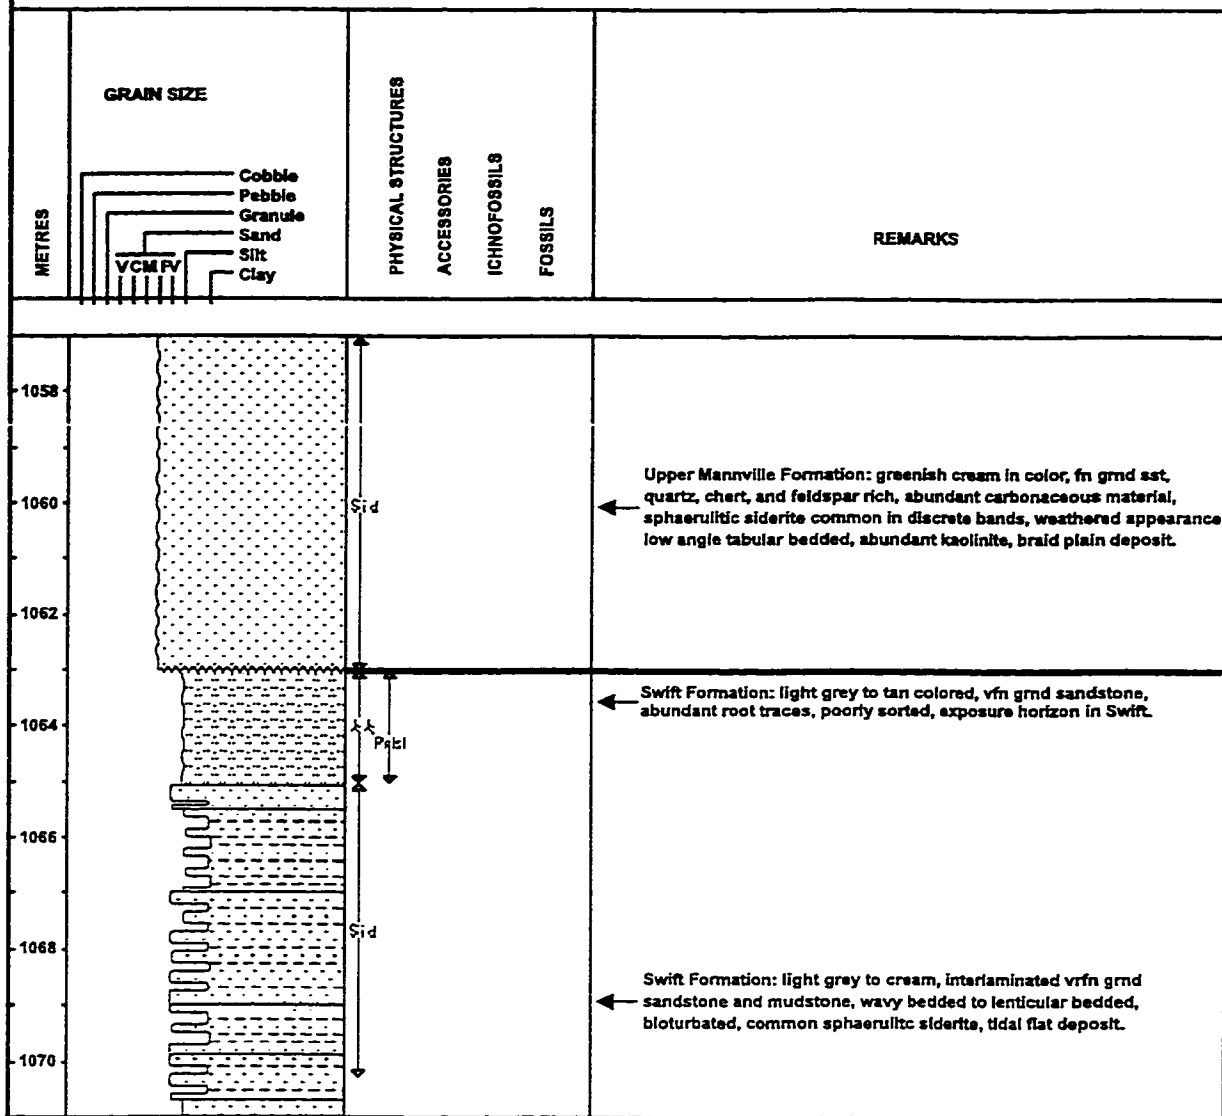 GRAIN SIZE
Cobble
Pebble
Granule
Sand
Silt
Clay
VCM FV
METRES
PHYSICAL STRUCTURES
ACCESSORIES
ICHNOFOSSILS
FOSSILS
REMARKS
1058
1060
1062
1064
1066
1068
1070
Sid
Upper Mannville Formation: greenish cream in color, fn grnd sst,
quartz, chert, and feldspar rich, abundant carbonaceous material,
sphaerulitic siderite common in discrete bands, weathered appearance
low angle tabular bedded, abundant kaolinite, braid plain deposit.
Swift Formation: light grey to tan colored, vfn grnd sandstone,
abundant root traces, poorly sorted, exposure horizon in Swift.
Sid
Swift Formation: light grey to cream, interlaminated vrfn grnd
sandstone and mudstone, wavy bedded to lenticular bedded,
bioturbated, common sphaerulitc siderite, tidal flat deposit.